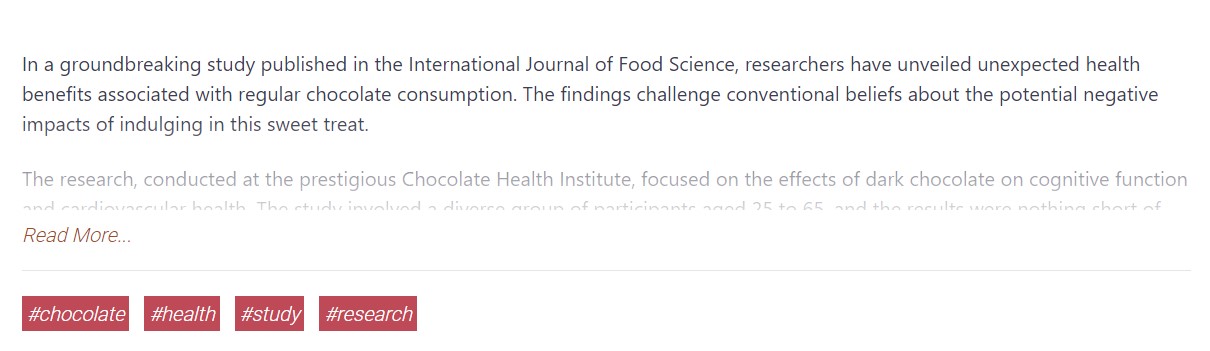 In a groundbreaking study published in the International Journal of Food Science, researchers have unveiled unexpected health
benefits associated with regular chocolate consumption. The findings challenge conventional beliefs about the potential negative
impacts of indulging in this sweet treat.
The research, conducted at the prestigious Chocolate Health Institute, focused on the effects of dark chocolate on cognitive function
and cardiovascular health. The study involved a diverse group of participants aged 25 to 65, and the results were nothing short of
Read More...
#chocolate #health #study #research